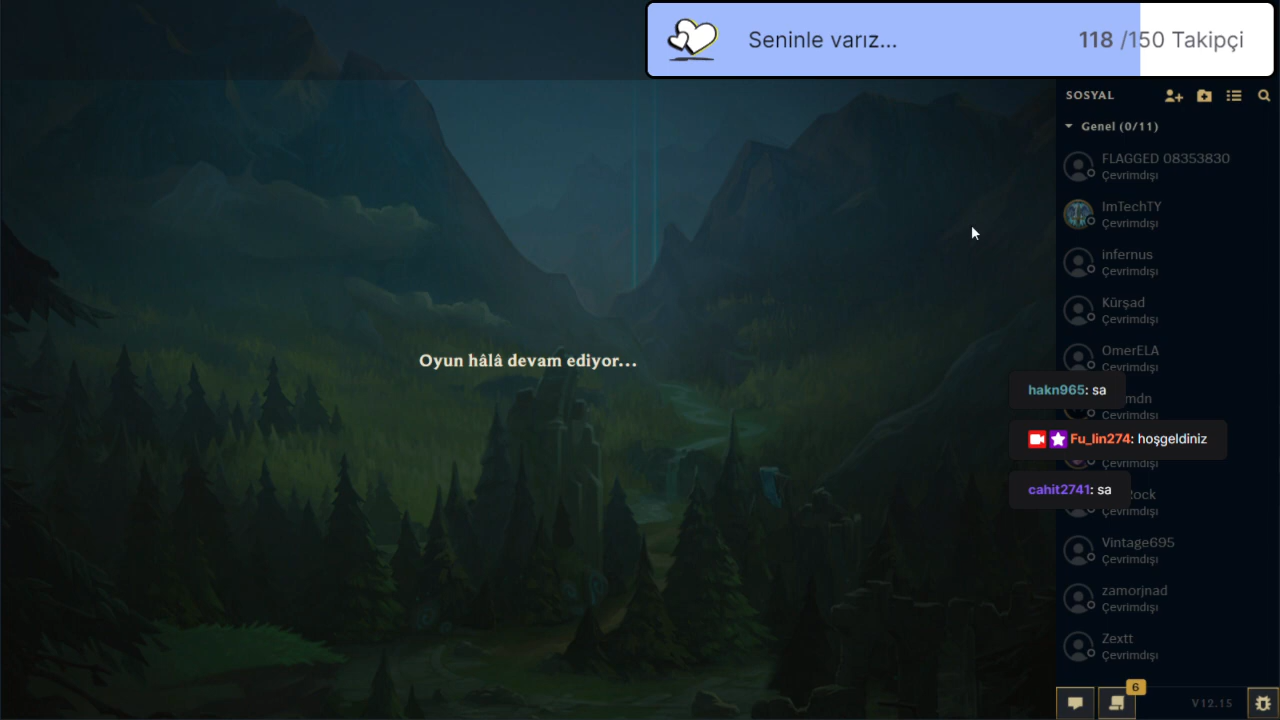 Seninle varız...
118 /150 Takipçi
SOSYAL
Genel (0/11)
FLAGGED 08353830
Çevrimdışı
ImTechTY
Çevrimdışı
infernus
Çevrimdışı
Kürşad
Çevrimdışı
OmerELA
Oyun hâlâ devam ediyor...
hakn965: sa
mdn
Çevrimdışı
Fu_lin274: hoşgeldiniz
Çevrimdışı
cahit2741: sa
Rock
Çevrimdışı
Vintage695
Çevrimdışı
zamorjnad
Çevrimdışı
Zextt
Çevrimdışı
6
V12.15